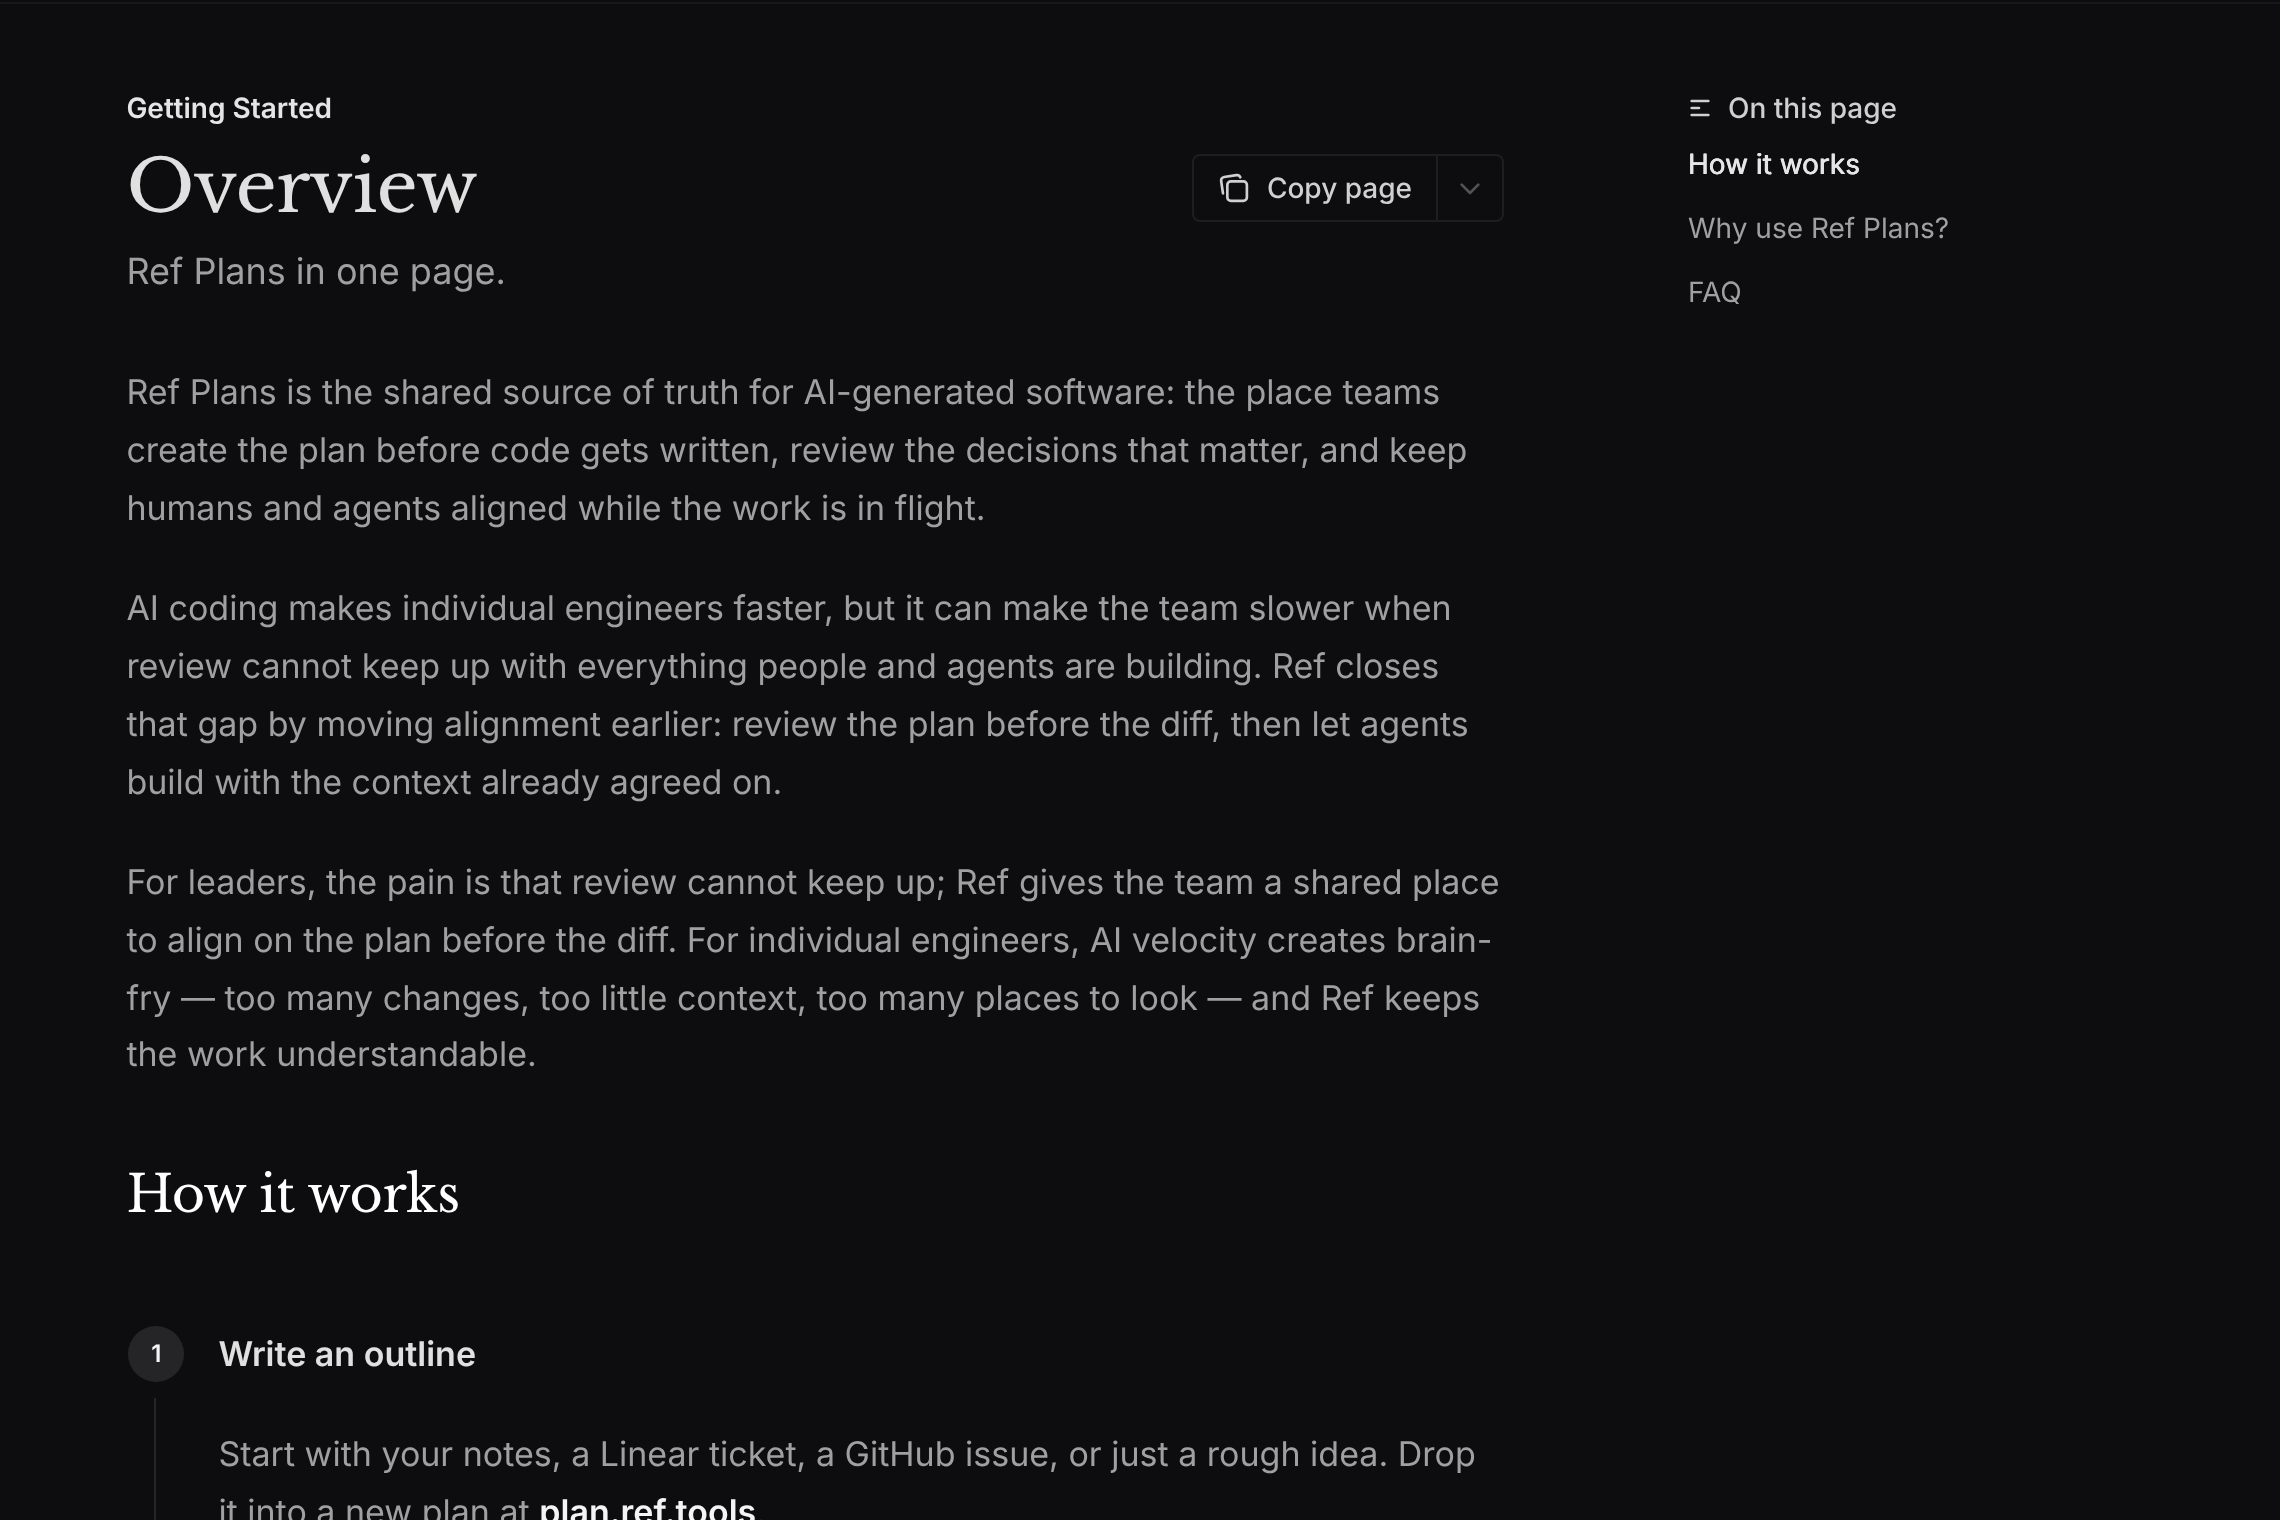 Getting Started
Overview
Copy page
Ref Plans in one page.
Ref Plans is the shared source of truth for AI-generated software: the place teams
create the plan before code gets written, review the decisions that matter, and keep
humans and agents aligned while the work is in flight.
AI coding makes individual engineers faster, but it can make the team slower when
review cannot keep up with everything people and agents are building. Ref closes
that gap by moving alignment earlier: review the plan before the diff, then let agents
build with the context already agreed on.
For leaders, the pain is that review cannot keep up; Ref gives the team a shared place
to align on the plan before the diff. For individual engineers, AI velocity creates brain-
fry — too many changes, too little context, too many places to look — and Ref keeps
the work understandable.
How it works
1
Write an outline
Start with your notes, a Linear ticket, a GitHub issue, or just a rough idea. Drop
it into a new plan at plan.ref.tools
On this page
How it works
Why use Ref Plans?
FAQ